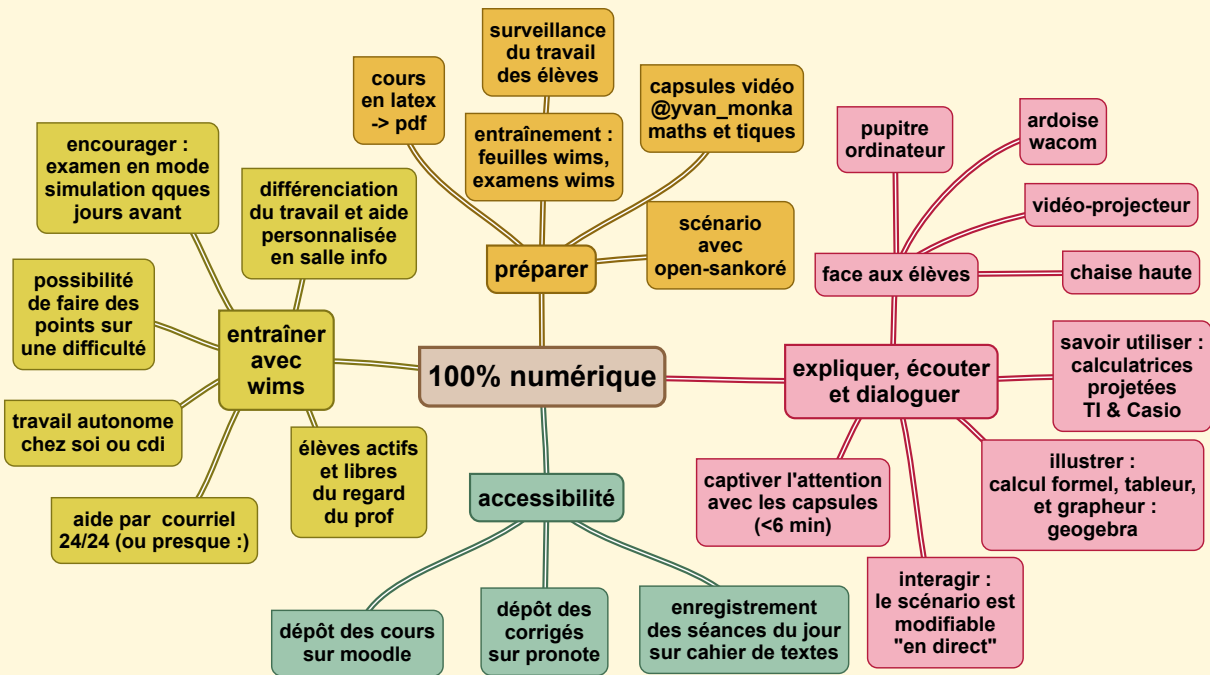 100% numérique
préparer
cours
en latex
-> pdf
surveillance
du travail
des élèves
entraînement :
feuilles wims,
examens wims
capsules vidéo
@yvan_monka
maths et tiques
scénario
avec
open-sankoré
expliquer, écouter
et dialoguer
face aux élèves
pupitre
ordinateur
ardoise
wacom
vidéo-projecteur
chaise haute
savoir utiliser :
calculatrices
projetées
TI & Casio
illustrer :
calcul formel, tableur,
et grapheur :
geogebra
interagir :
le scénario est
modifiable
"en direct"
captiver l'attention
avec les capsules
(<6 min)
accessibilité
dépôt des cours
sur moodle
dépôt des
corrigés
sur pronote
enregistrement
des séances du jour
sur cahier de textes
entraîner
avec
wims
encourager :
examen en mode
simulation qques
jours avant
différenciation
du travail et aide
personnalisée
en salle info
possibilité
de faire des
points sur
une difficulté
travail autonome
chez soi ou cdi
aide par  courriel
24/24 (ou presque :)
élèves actifs
et libres
du regard
du prof